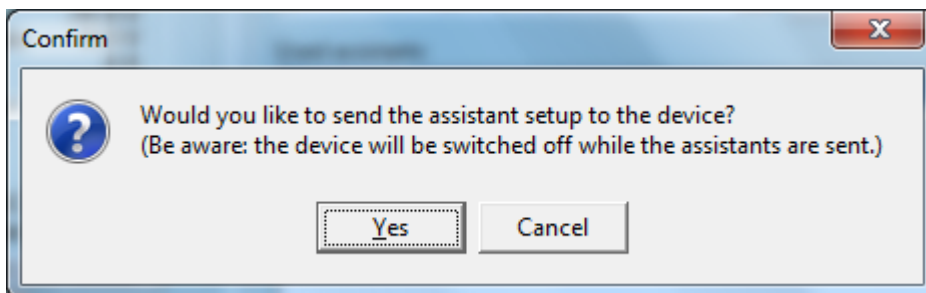 Confirm
Would you like to send the assistant setup to the device?
(Be aware: the device will be switched off while the assistants are sent.)
Yes
Cancel